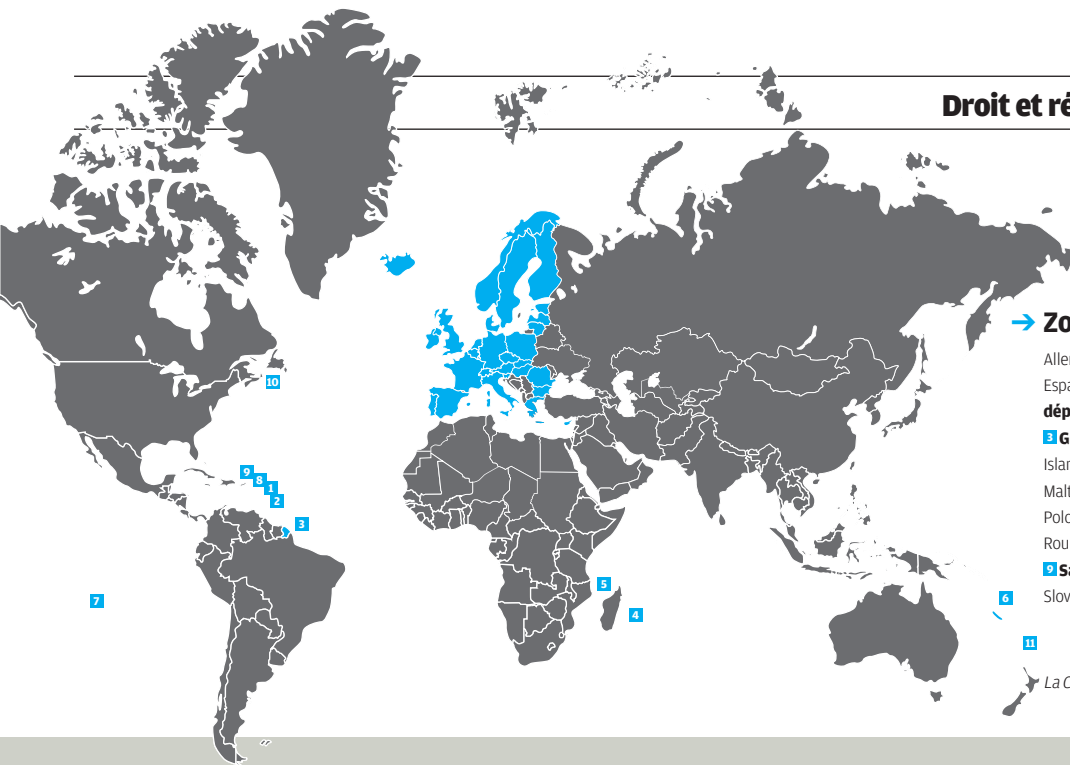 Droit et ré
→ Zo
Aller
Espa
dép
3 G
Islan
Malt
Polo
Rou
9 Sa
Slov
La C
10
9
8
1
2
3
7
5
4
6
11